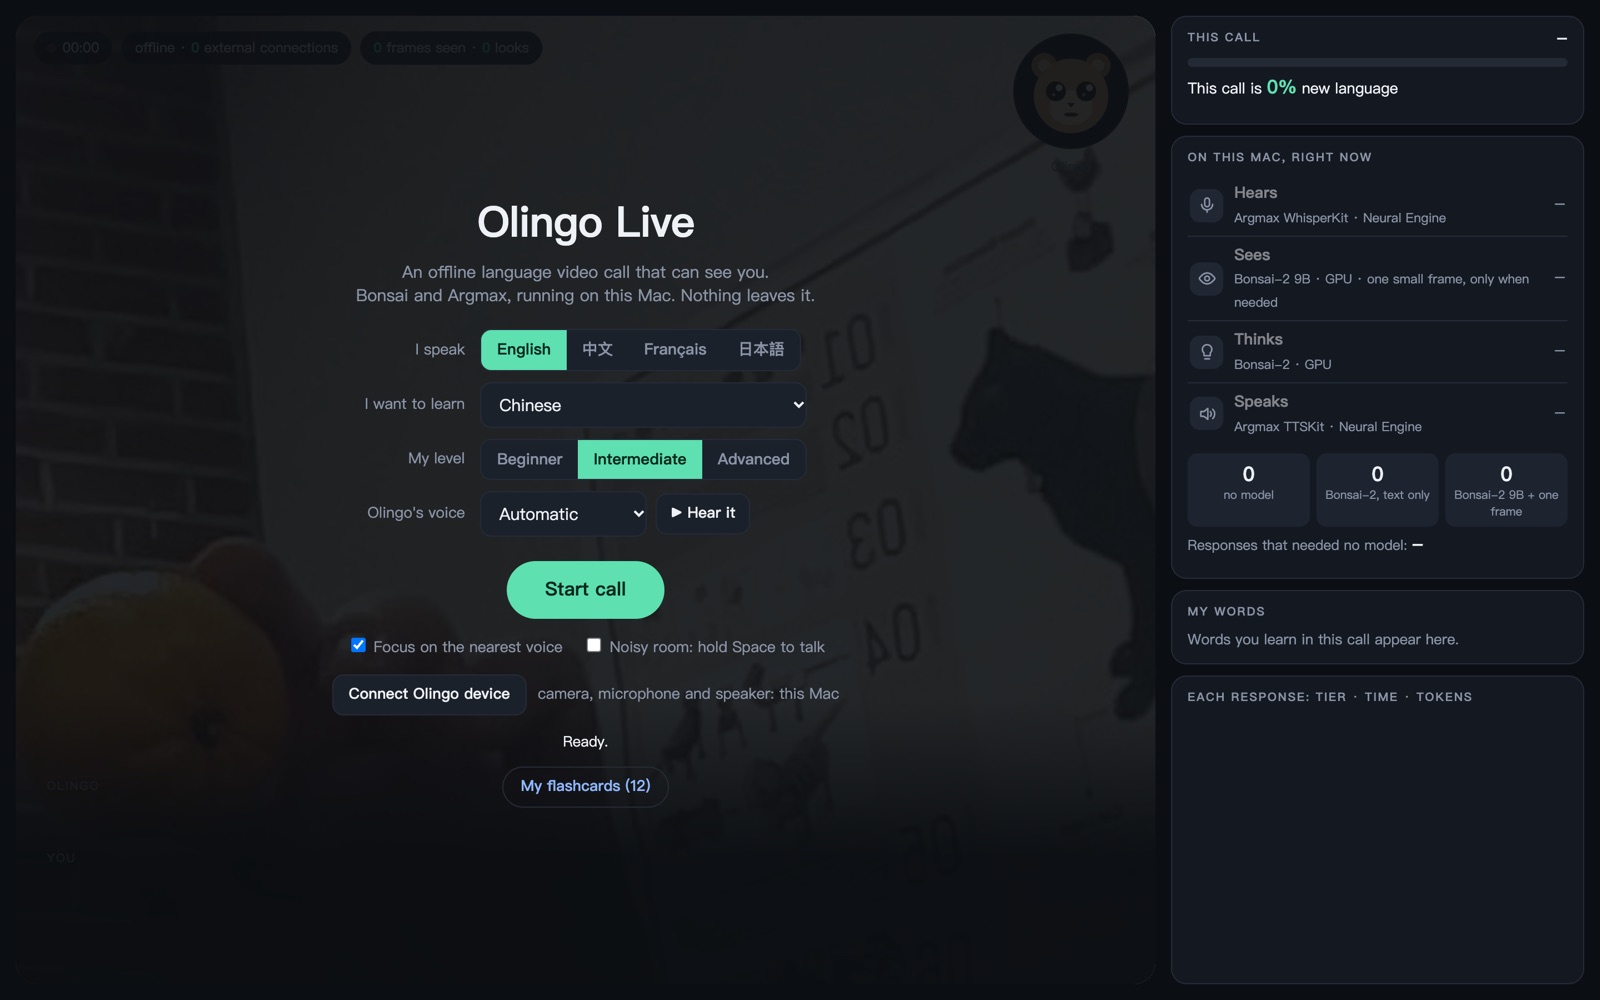 00:00
offline · 0 external connections
0 frames seen · 0 looks
Olingo Live
An offline language video call that can see you.
Bonsai and Argmax, running on this Mac. Nothing leaves it.
I speak
English
中文
Français
日本語
I want to learn
Chinese
My level
Beginner
Intermediate
Advanced
Olingo's voice
Automatic
▶ Hear it
Start call
Focus on the nearest voice
Noisy room: hold Space to talk
Connect Olingo device
camera, microphone and speaker: this Mac
Ready.
My flashcards (12)
OLINGO
YOU
01
02
03
04
05
06
THIS CALL
–
This call is 0% new language
ON THIS MAC, RIGHT NOW
Hears
Argmax WhisperKit · Neural Engine
–
Sees
Bonsai-2 9B · GPU · one small frame, only when
needed
–
Thinks
Bonsai-2 · GPU
–
Speaks
Argmax TTSKit · Neural Engine
–
0
no model
0
Bonsai-2, text only
0
Bonsai-2 9B + one
frame
Responses that needed no model: –
MY WORDS
Words you learn in this call appear here.
EACH RESPONSE: TIER · TIME · TOKENS